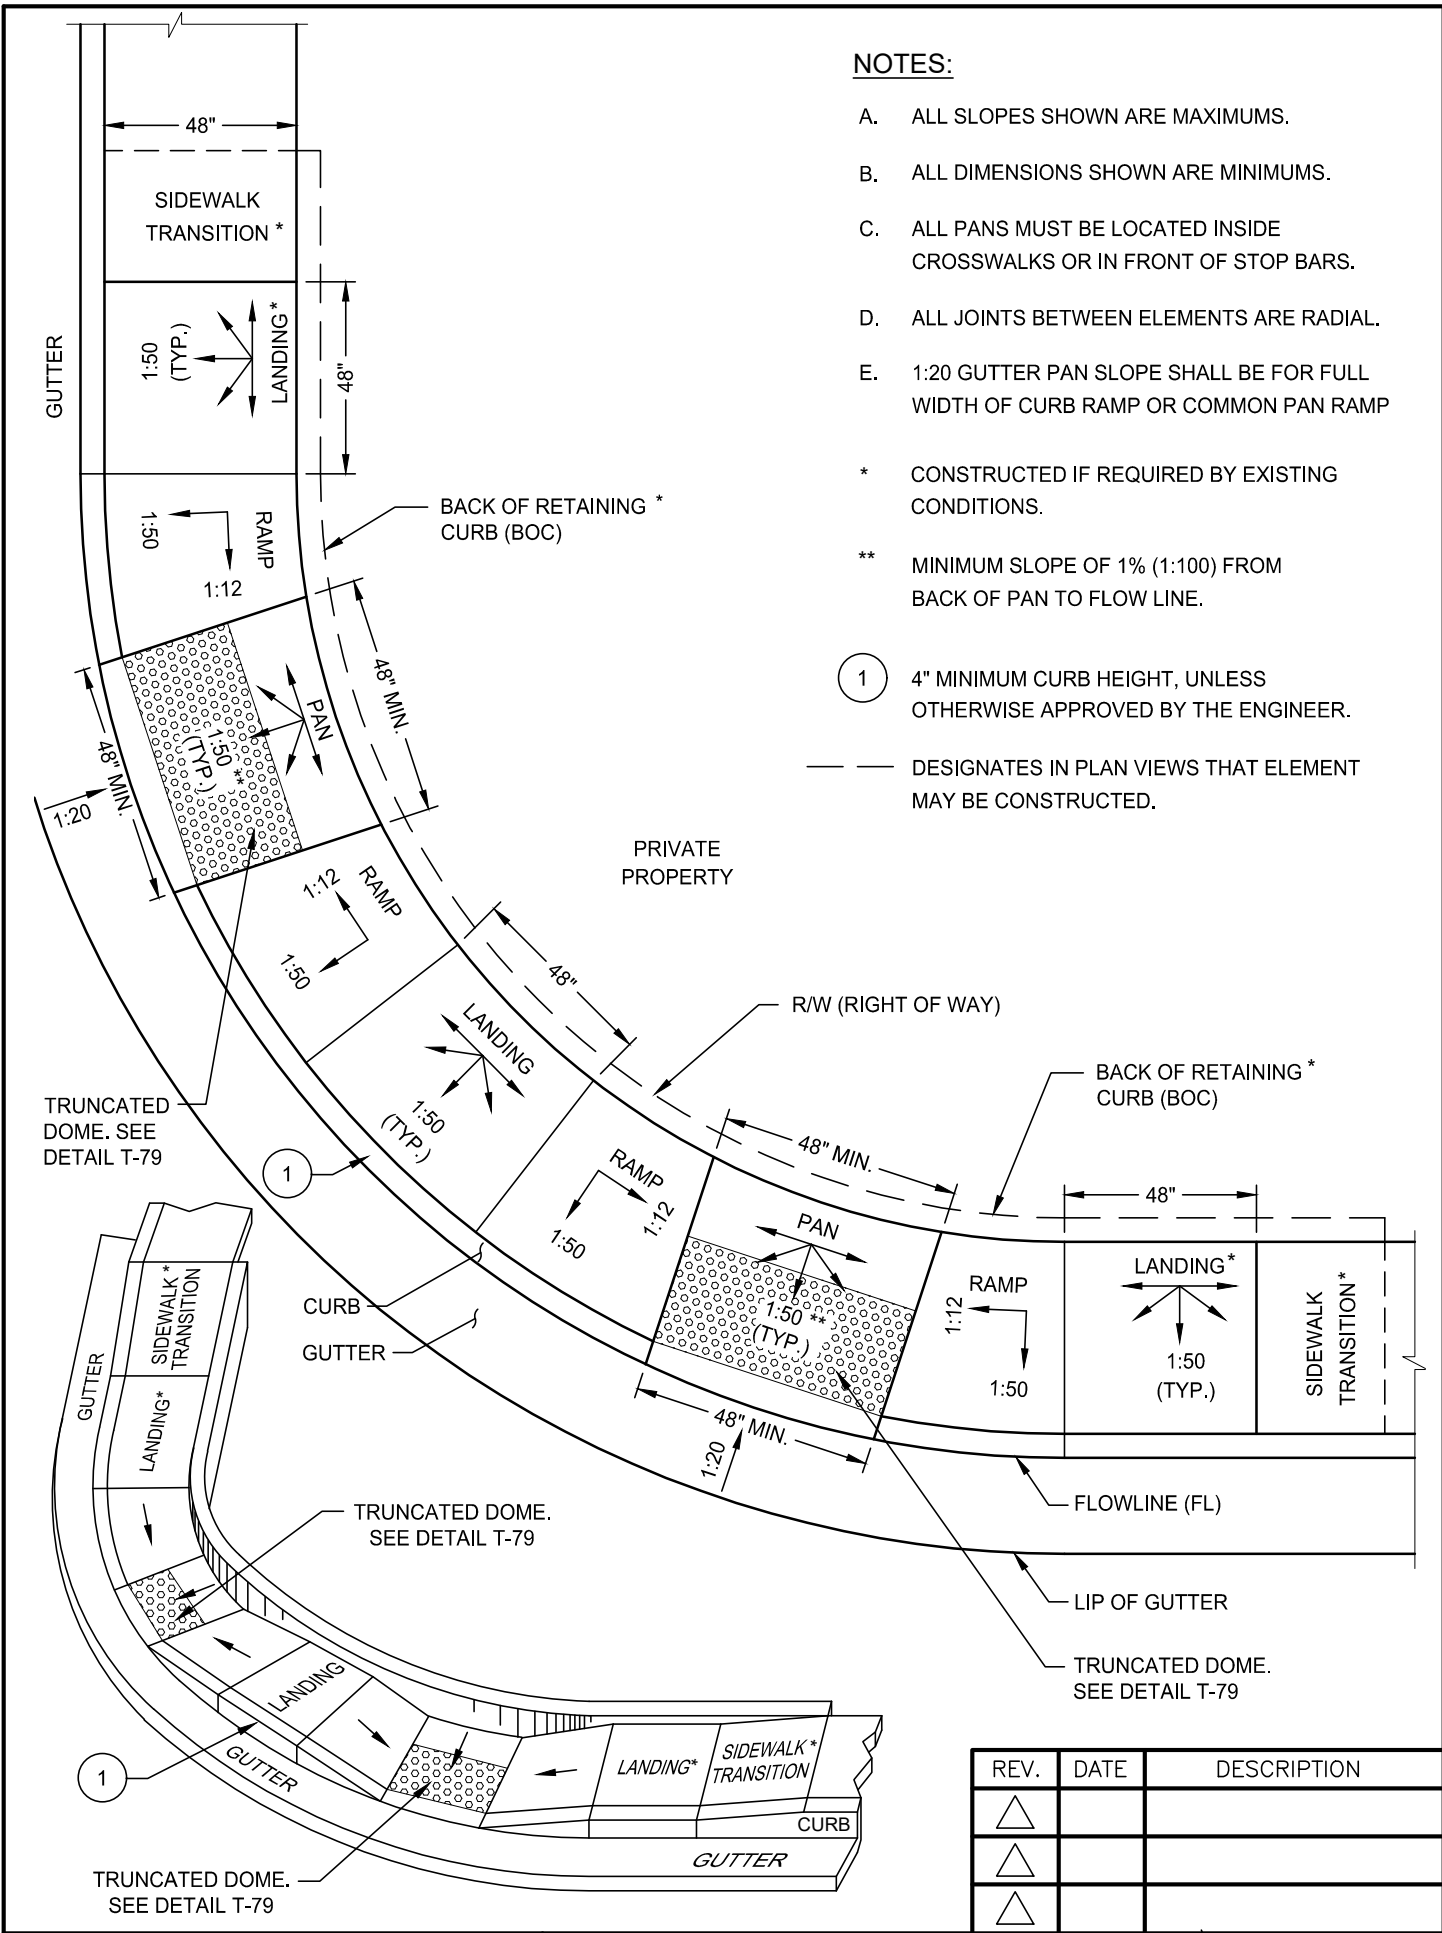 NOTES:
A. ALL SLOPES SHOWN ARE MAXIMUMS.
B. ALL DIMENSIONS SHOWN ARE MINIMUMS.
C. ALL PANS MUST BE LOCATED INSIDE
CROSSWALKS OR IN FRONT OF STOP BARS.
D. ALL JOINTS BETWEEN ELEMENTS ARE RADIAL.
E. 1:20 GUTTER PAN SLOPE SHALL BE FOR FULL
WIDTH OF CURB RAMP OR COMMON PAN RAMP
* CONSTRUCTED IF REQUIRED BY EXISTING
CONDITIONS.
** MINIMUM SLOPE OF 1% (1:100) FROM
BACK OF PAN TO FLOW LINE.
1 4" MINIMUM CURB HEIGHT, UNLESS
OTHERWISE APPROVED BY THE ENGINEER.
DESIGNATES IN PLAN VIEWS THAT ELEMENT
MAY BE CONSTRUCTED.
48"
SIDEWALK
TRANSITION *
GUTTER
1:50
(TYP.)
LANDING *
48"
BACK OF RETAINING *
CURB (BOC)
1:50
RAMP
1:12
48" MIN.
PAN
1:50 **
(TYP.)
48" MIN.
1:20
PRIVATE
PROPERTY
1:12
RAMP
1:50
48"
LANDING
1:50
(TYP.)
R/W (RIGHT OF WAY)
BACK OF RETAINING *
CURB (BOC)
TRUNCATED
DOME. SEE
DETAIL T-79
1
RAMP
1:12
1:50
48" MIN.
PAN
1:50 **
(TYP.)
48" MIN.
1:20
48"
LANDING *
1:50
(TYP.)
RAMP
1:12
1:50
SIDEWALK
TRANSITION *
CURB
GUTTER
FLOWLINE (FL)
LIP OF GUTTER
TRUNCATED DOME.
SEE DETAIL T-79
SIDEWALK *
TRANSITION
GUTTER
LANDING*
TRUNCATED DOME.
SEE DETAIL T-79
LANDING
1
GUTTER
LANDING*
SIDEWALK *
TRANSITION
CURB
GUTTER
TRUNCATED DOME.
SEE DETAIL T-79
REV. DATE DESCRIPTION